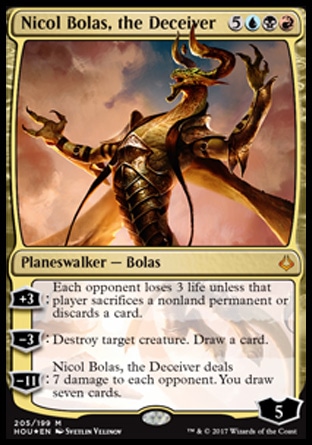 Nicol Bolas, the Deceiver 5
Planeswalker — Bolas
+3: Each opponent loses 3 life unless that
player sacrifices a nonland permanent or
discards a card.
-3: Destroy target creature. Draw a card.
Nicol Bolas, the Deceiver deals
-11: 7 damage to each opponent. You draw
seven cards.
5
205/199 M
HOU★EN Svetlin Velinov ™ & © 2017 Wizards of the Coast